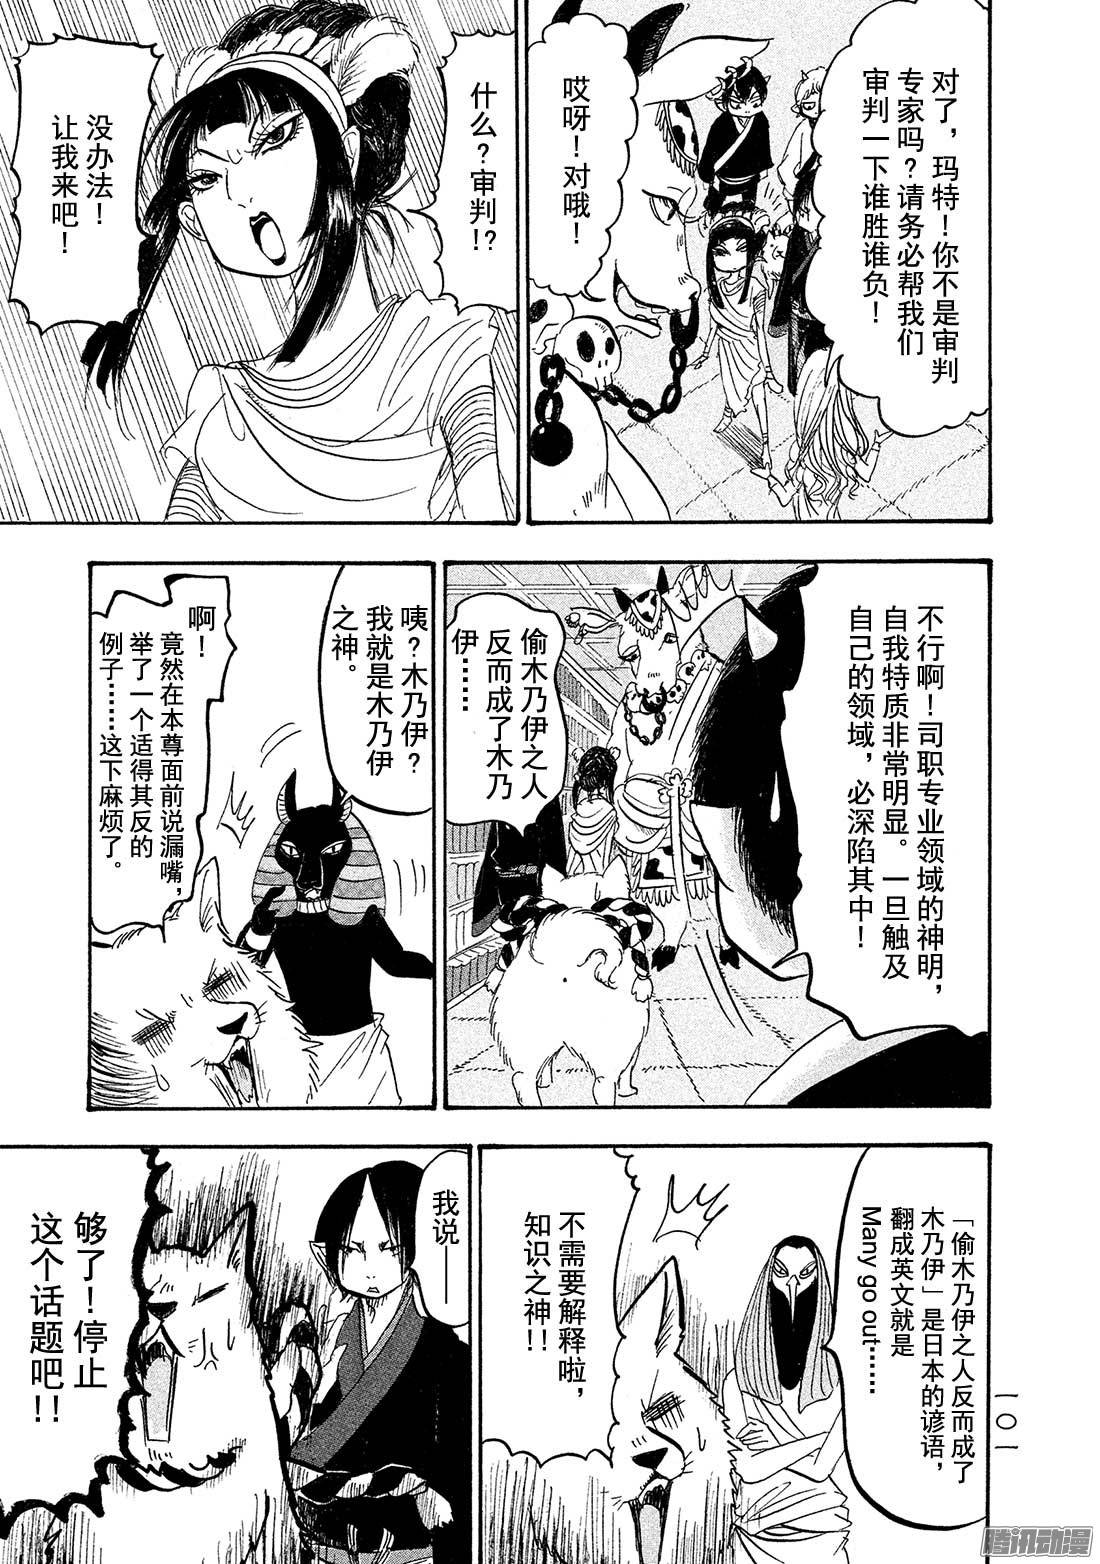 对了，玛特！你不是审判
专家吗？请务必帮我们
审判一下谁胜谁负！
哎呀！对哦！
什么？审判！？
没办法！
让我来吧！
不行啊！司职专业领域的神明，
自我特质非常明显。一旦触及
自己的领域，必深陷其中！
偷木乃伊之人
反而成了木乃
伊……
咦？木乃伊？
我就是木乃伊
之神。
啊！
竟然在本尊面前说漏嘴，
举了一个适得其反的
例子……这下麻烦了。
「偷木乃伊之人反而成了
木乃伊」是日本的谚语，
翻成英文就是
Many go out……
不需要解释啦，
知识之神！！
我说——
够了！停止
这个话题吧！！
一〇一
腾讯动漫